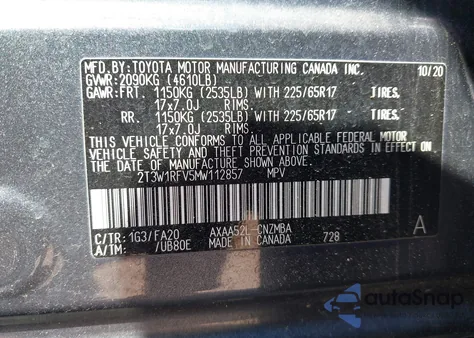 MFD.BY: TOYOTA MOTOR MANUFACTURING CANADA INC. 10/20
GVWR: 2090KG (4610LB)
GAWR: FRT. 1150KG (2535LB) WITH 225/65R17 TIRES,
17x7.0J RIMS.
RR. 1150KG (2535LB) WITH 225/65R17 TIRES,
17x7.0J RIMS.
THIS VEHICLE CONFORMS TO ALL APPLICABLE FEDERAL MOTOR
VEHICLE SAFETY AND THEFT PREVENTION STANDARDS IN EFFECT
ON THE DATE OF MANUFACTURE SHOWN ABOVE.
2T3W1RFV5MW112857 MPV
C/TR: 1G3/FA20 AXAA52L-CNZMBA A
A/TM: /UB80E MADE IN CANADA 728
autoSnap